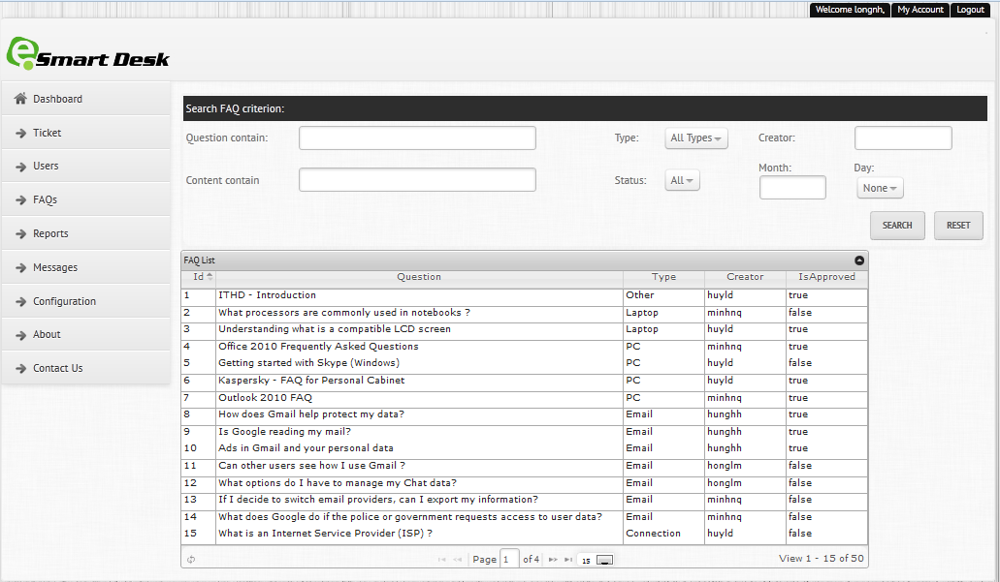 Welcome longnh, My Account Logout
e Smart Desk
Dashboard
Ticket
Users
FAQs
Reports
Messages
Configuration
About
Contact Us
Search FAQ criterion:
Question contain: Type: All Types Creator:
Content contain Status: All Month: Day: None
SEARCH RESET
FAQ List
Id Question Type Creator IsApproved
1 ITHD - Introduction Other huyld true
2 What processors are commonly used in notebooks ? Laptop minhnq false
3 Understanding what is a compatible LCD screen Laptop huyld true
4 Office 2010 Frequently Asked Questions PC minhnq true
5 Getting started with Skype (Windows) PC huyld false
6 Kaspersky - FAQ for Personal Cabinet PC huyld true
7 Outlook 2010 FAQ PC minhnq true
8 How does Gmail help protect my data? Email hunghh true
9 Is Google reading my mail? Email hunghh true
10 Ads in Gmail and your personal data Email hunghh true
11 Can other users see how I use Gmail ? Email honglm false
12 What options do I have to manage my Chat data? Email honglm false
13 If I decide to switch email providers, can I export my information? Email minhnq false
14 What does Google do if the police or government requests access to user data? Email minhnq false
15 What is an Internet Service Provider (ISP) ? Connection huyld false
Page 1 of 4 15 View 1 - 15 of 50